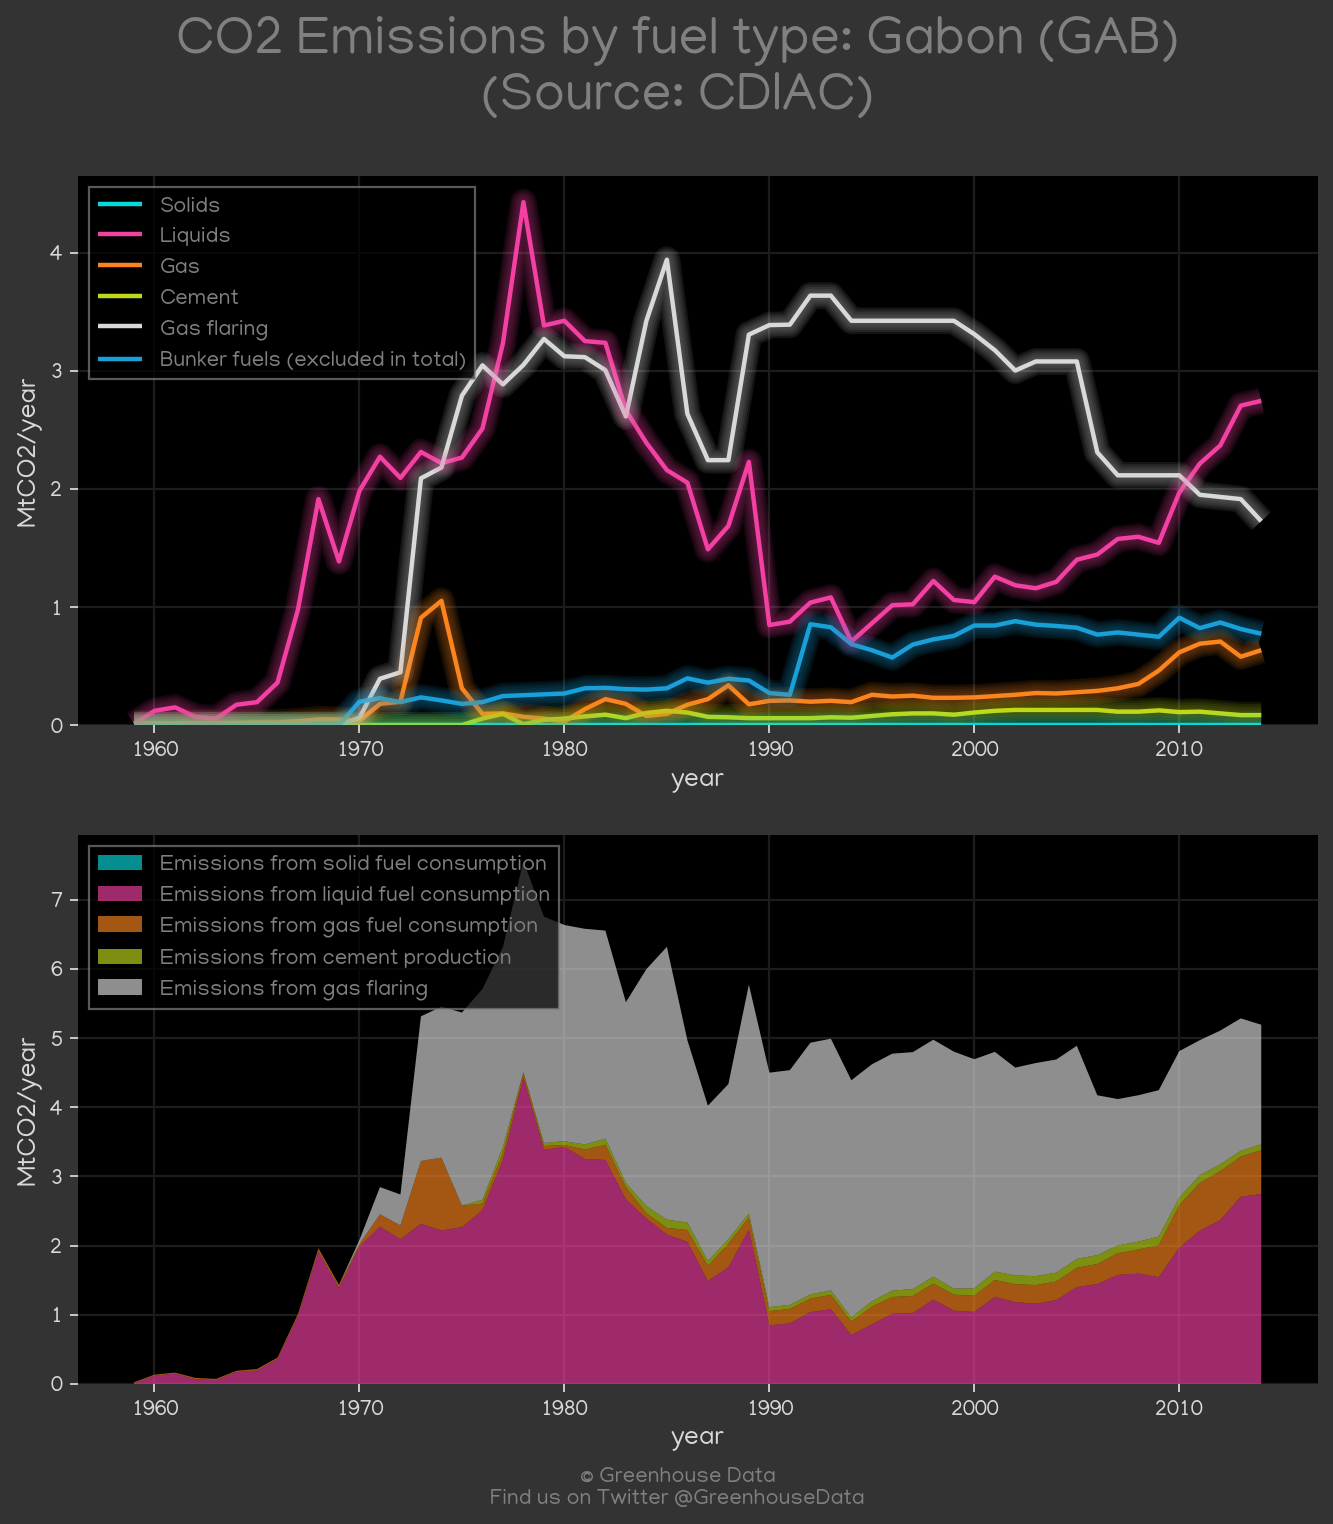 CO2 Emissions by fuel type: Gabon (GAB)
(Source: CDIAC)
Solids
Liquids
Gas
Cement
Gas flaring
Bunker fuels (excluded in total)
MtCO2/year
4
3
2
1
0
1960 1970 1980 1990 2000 2010
year
Emissions from solid fuel consumption
Emissions from liquid fuel consumption
Emissions from gas fuel consumption
Emissions from cement production
Emissions from gas flaring
MtCO2/year
7
6
5
4
3
2
1
0
1960 1970 1980 1990 2000 2010
year
© Greenhouse Data
Find us on Twitter @GreenhouseData